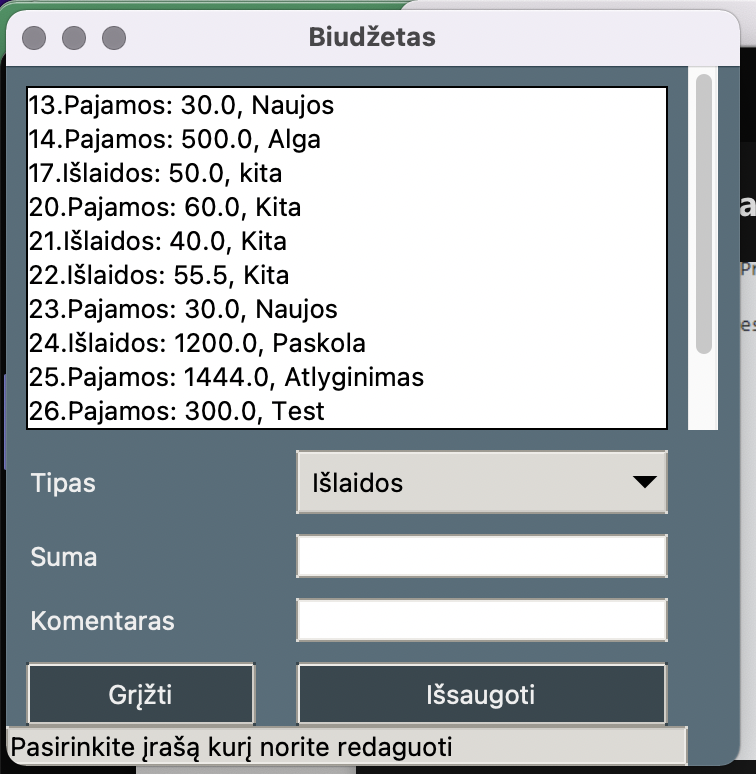 Biudžetas
13.Pajamos: 30.0, Naujos
14.Pajamos: 500.0, Alga
17.Išlaidos: 50.0, kita
20.Pajamos: 60.0, Kita
21.Išlaidos: 40.0, Kita
22.Išlaidos: 55.5, Kita
23.Pajamos: 30.0, Naujos
24.Išlaidos: 1200.0, Paskola
25.Pajamos: 1444.0, Atlyginimas
26.Pajamos: 300.0, Test
Tipas
Išlaidos
Suma
Komentaras
Grįžti
Išsaugoti
Pasirinkite įrašą kurį norite redaguoti